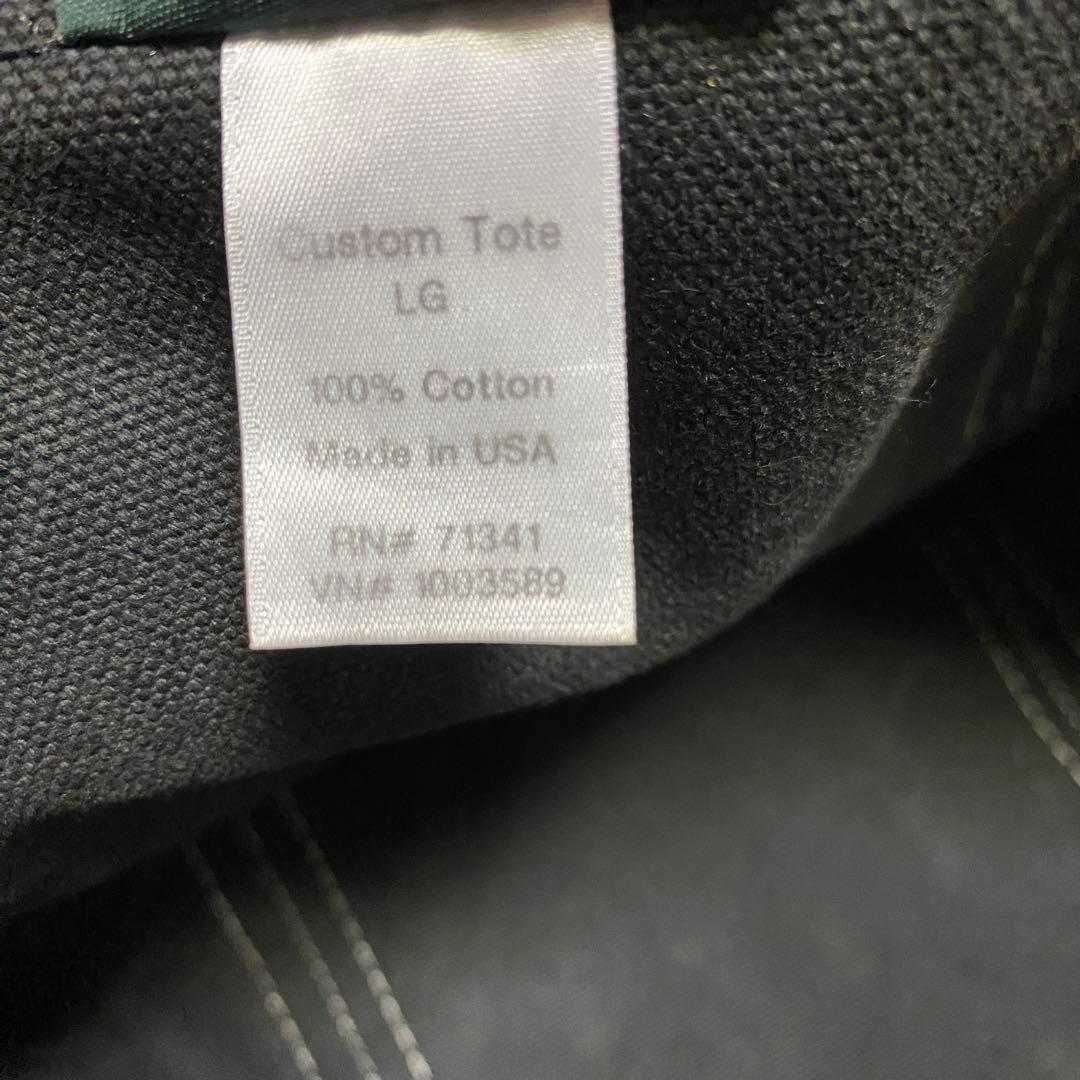 Custom Tote
LG
100% Cotton
Made in USA
RN# 71341
VN# 1003589